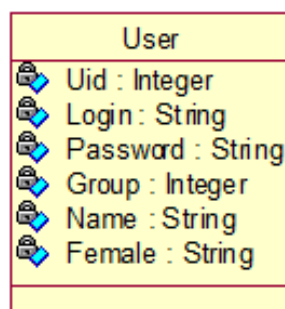 User
Uid : Integer
Login : String
Password : String
Group : Integer
Name : String
Female : String